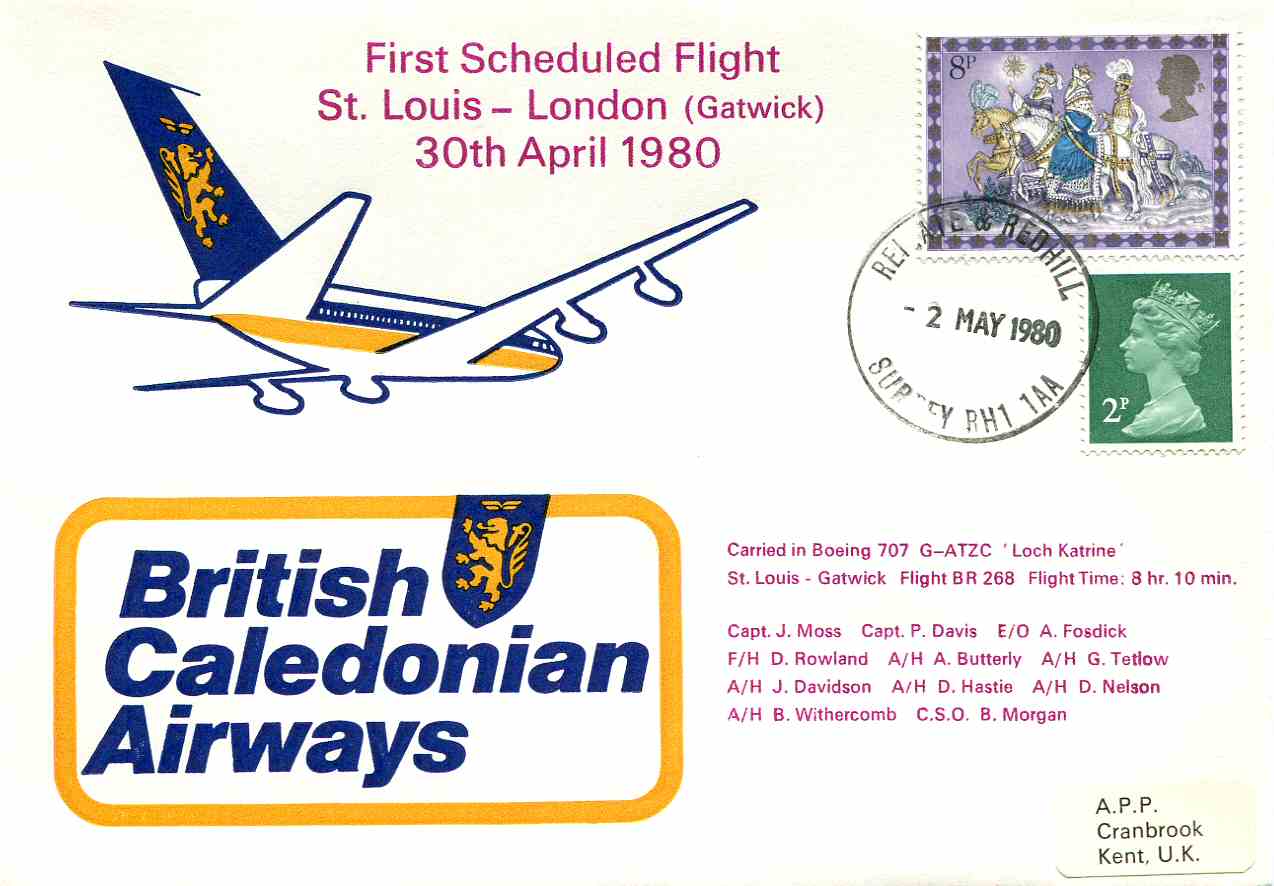 First Scheduled Flight
St. Louis – London (Gatwick)
30th April 1980
8P
& REDHILL
- 2 MAY 1980
RH1 1AA
2P
British
Caledonian
Airways
Carried in Boeing 707 G–ATZC 'Loch Katrine'
St. Louis - Gatwick Flight BR 268 Flight Time: 8 hr. 10 min.
Capt. J. Moss Capt. P. Davis E/O A. Fosdick
F/H D. Rowland A/H A. Butterly A/H G. Tetlow
A/H J. Davidson A/H D. Hastie A/H D. Nelson
A/H B. Withercomb C.S.O. B. Morgan
A.P.P.
Cranbrook
Kent, U.K.